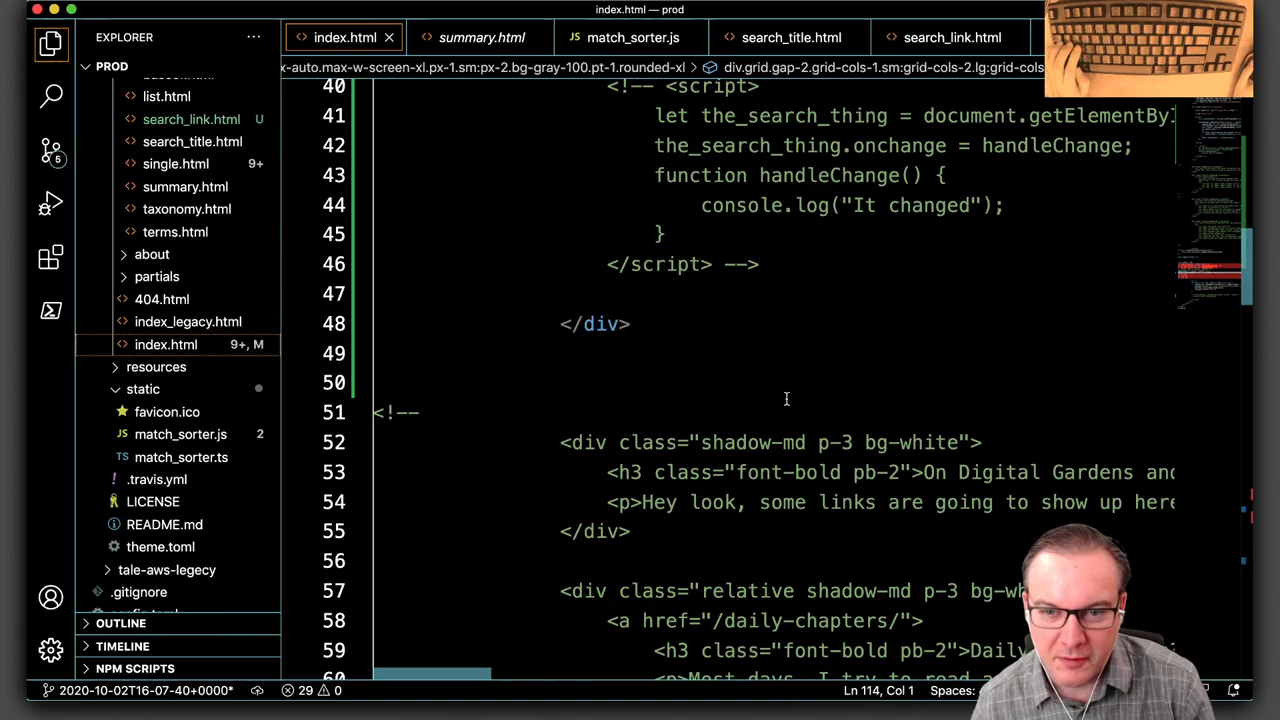 index.html — prod
EXPLORER
index.html
summary.html
match_sorter.js
search_title.html
search_link.html
PROD
x-auto.max-w-screen-xl.px-1.sm:px-2.bg-gray-100.pt-1.rounded-xl > div.grid.gap-2.grid-cols-1.sm:grid-cols-2.lg:grid-cols
list.html
search_link.html U
search_title.html
single.html 9+
summary.html
taxonomy.html
terms.html
about
partials
404.html
index_legacy.html
index.html 9+, M
resources
static
favicon.ico
match_sorter.js 2
match_sorter.ts
.travis.yml
LICENSE
README.md
theme.toml
tale-aws-legacy
.gitignore
OUTLINE
TIMELINE
NPM SCRIPTS
40 <!-- <script>
41 let the_search_thing = document.getElementBy
42 the_search_thing.onchange = handleChange;
43 function handleChange() {
44 console.log("It changed");
45 }
46 </script> -->
47
48 </div>
49
50
51 <!--
52 <div class="shadow-md p-3 bg-white">
53 <h3 class="font-bold pb-2">On Digital Gardens and
54 <p>Hey look, some links are going to show up here
55 </div>
56
57 <div class="relative shadow-md p-3 bg-wh
58 <a href="/daily-chapters/">
59 <h3 class="font-bold pb-2">Daily
60 <p>Most days, I try to read a
5
2020-10-02T16-07-40+0000*
29
0
Ln 114, Col 1
Spaces: